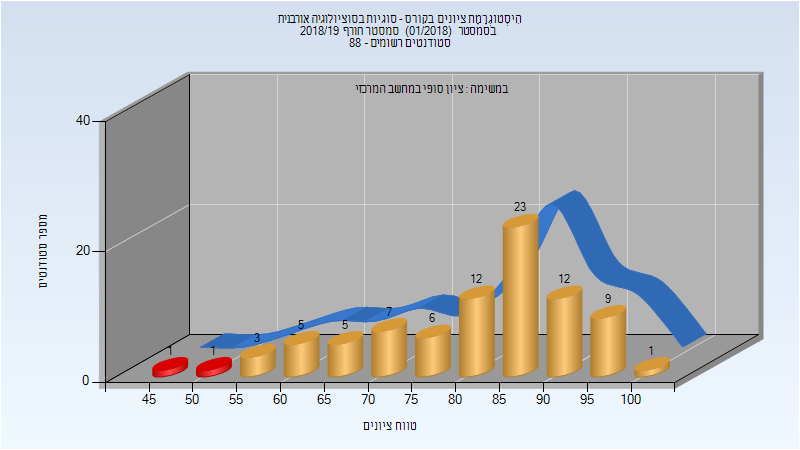 היסטוגרמת ציונים בקורס - סוגיות בסוציולוגיה אורבנית
בסמסטר (01/2018) סמסטר חורף 2018/19
סטודנטים רשומים - 88
במשימה : ציון סופי במחשב המרכזי
מספר סטודנטים
40
20
0
1
1
3
5
5
7
6
12
23
12
9
1
45 50 55 60 65 70 75 80 85 90 95 100
טווח ציונים